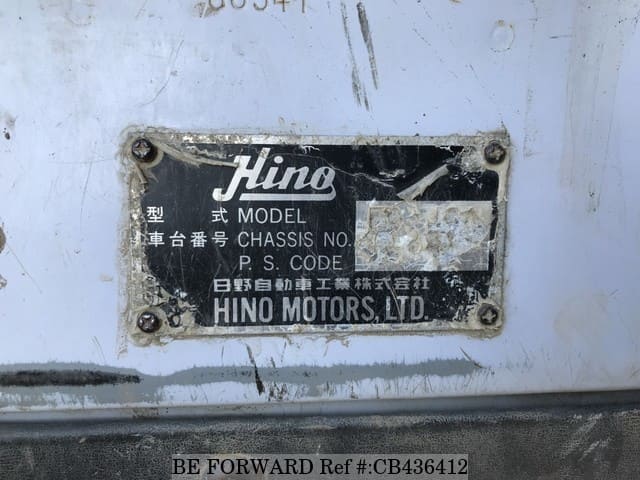 Hino
型 式 MODEL
車台番号 CHASSIS NO.
P. S. CODE
日野自動車工業株式会社
HINO MOTORS, LTD.
BE FORWARD Ref #:CB436412